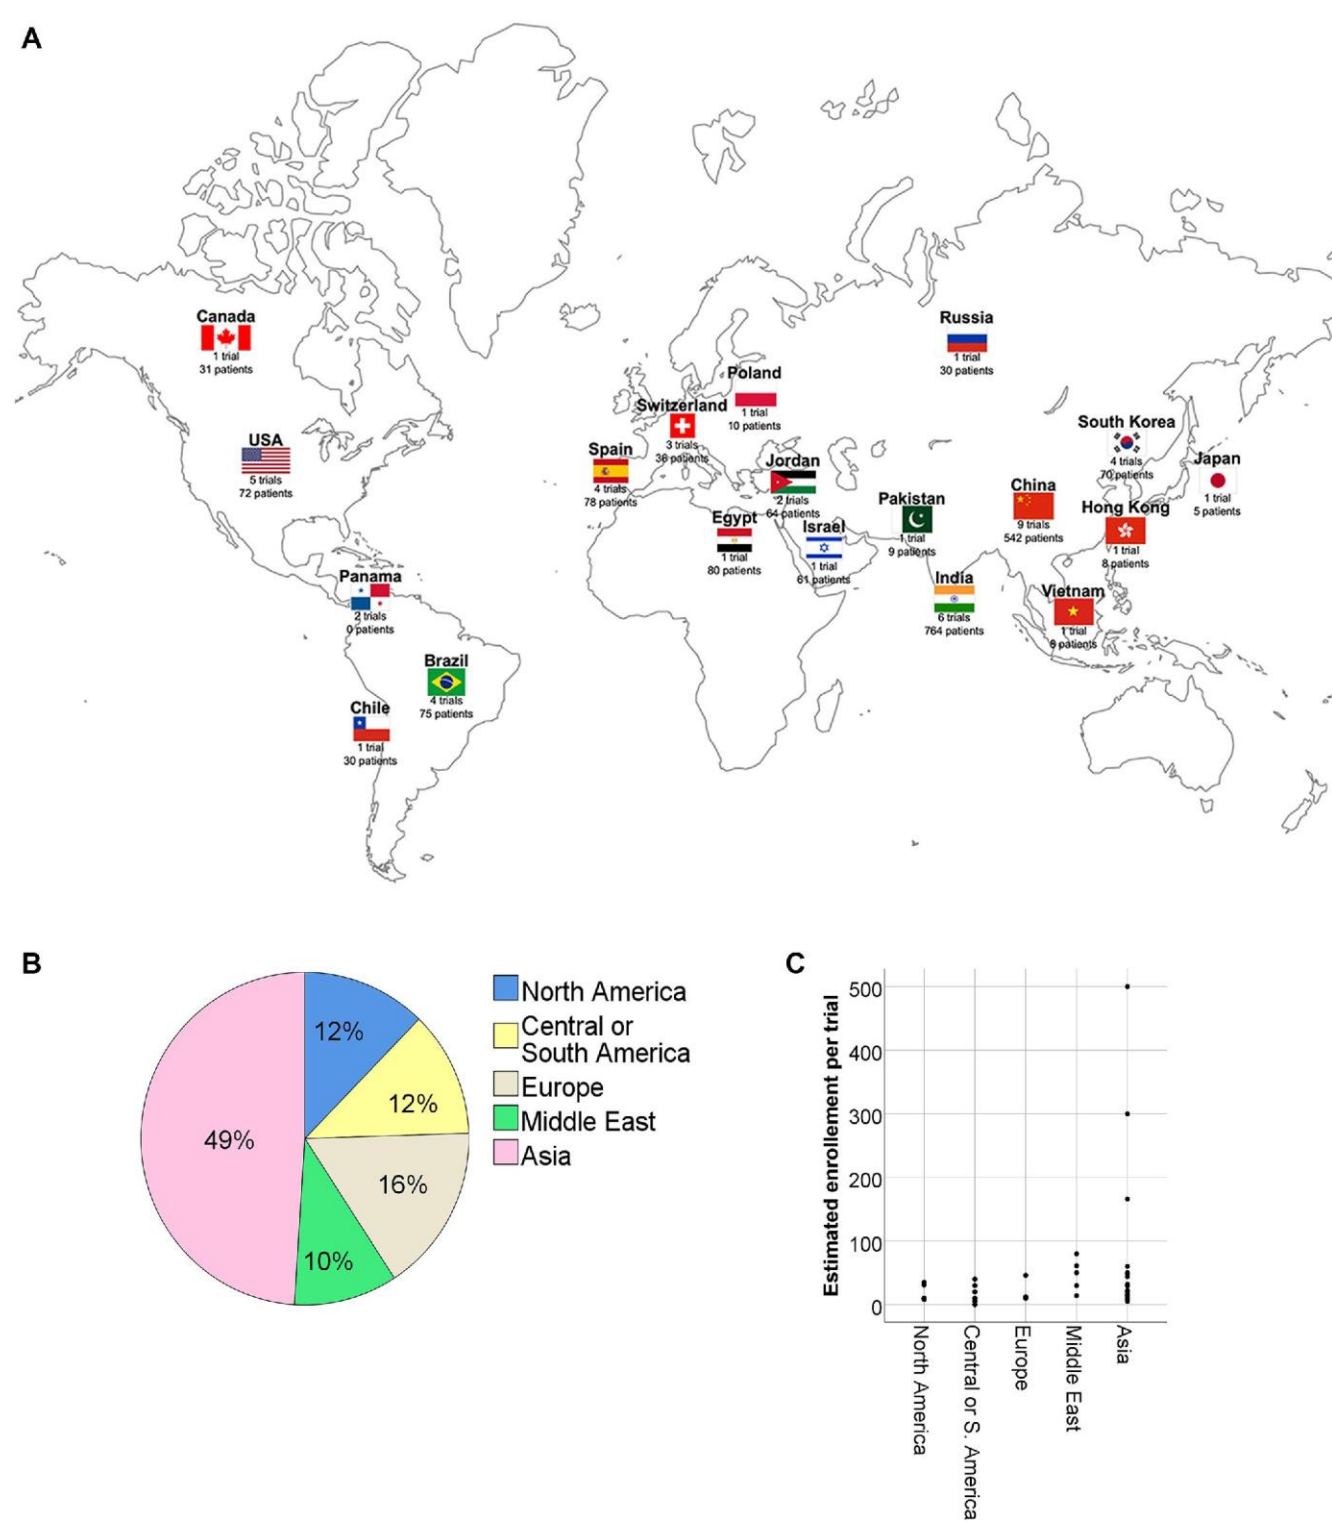 A
Canada
1 trial
31 patients
Russia
1 trial
30 patients
Poland
1 trial
10 patients
Switzerland
3 trials
36 patients
USA
5 trials
72 patients
Spain
4 trials
78 patients
Jordan
2 trials
64 patients
South Korea
4 trials
70 patients
Japan
1 trial
5 patients
China
9 trials
542 patients
Pakistan
1 trial
9 patients
Hong Kong
1 trial
8 patients
Egypt
1 trial
80 patients
Israel
1 trial
61 patients
India
6 trials
764 patients
Vietnam
1 trial
8 patients
Panama
2 trials
0 patients
Brazil
4 trials
75 patients
Chile
1 trial
30 patients
B
12%
12%
16%
10%
49%
North America
Central or
South America
Europe
Middle East
Asia
C
Estimated enrollement per trial
500
400
300
200
100
0
North America
Central or S. America
Europe
Middle East
Asia